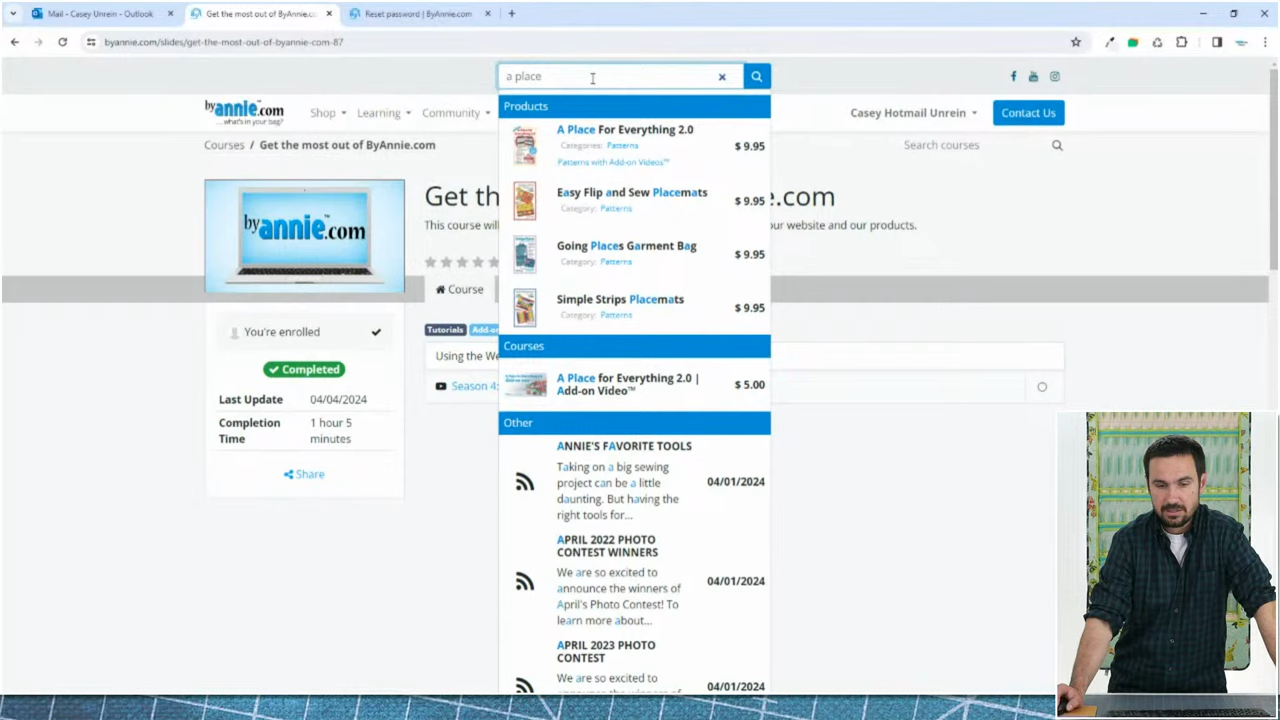 Mail - Casey Unrein - Outlook
Get the most out of ByAnnie.co
Reset password | ByAnnie.com
byannie.com/slides/get-the-most-out-of-byannie-com-87
a place
byannie.com
...what's in your bag?
Shop
Learning
Community
Casey Hotmail Unrein
Contact Us
Courses / Get the most out of ByAnnie.com
Search courses
Products
A Place For Everything 2.0
Categories: Patterns
Patterns with Add-on Videos™
$ 9.95
Easy Flip and Sew Placemats
Category: Patterns
$ 9.95
Going Places Garment Bag
Category: Patterns
$ 9.95
Simple Strips Placemats
Category: Patterns
$ 9.95
Courses
A Place for Everything 2.0 |
Add-on Video™
$ 5.00
Other
ANNIE'S FAVORITE TOOLS
Taking on a big sewing
project can be a little
daunting. But having the
right tools for...
04/01/2024
APRIL 2022 PHOTO
CONTEST WINNERS
We are so excited to
announce the winners of
April's Photo Contest! To
learn more about...
04/01/2024
APRIL 2023 PHOTO
CONTEST
We are so excited to
04/01/2024
by annie.com
Get th
e.com
This course wil
ur website and our products.
Course
Tutorials
Add-o
Using the We
Season 4:
You're enrolled
Completed
Last Update 04/04/2024
Completion 1 hour 5
Time minutes
Share